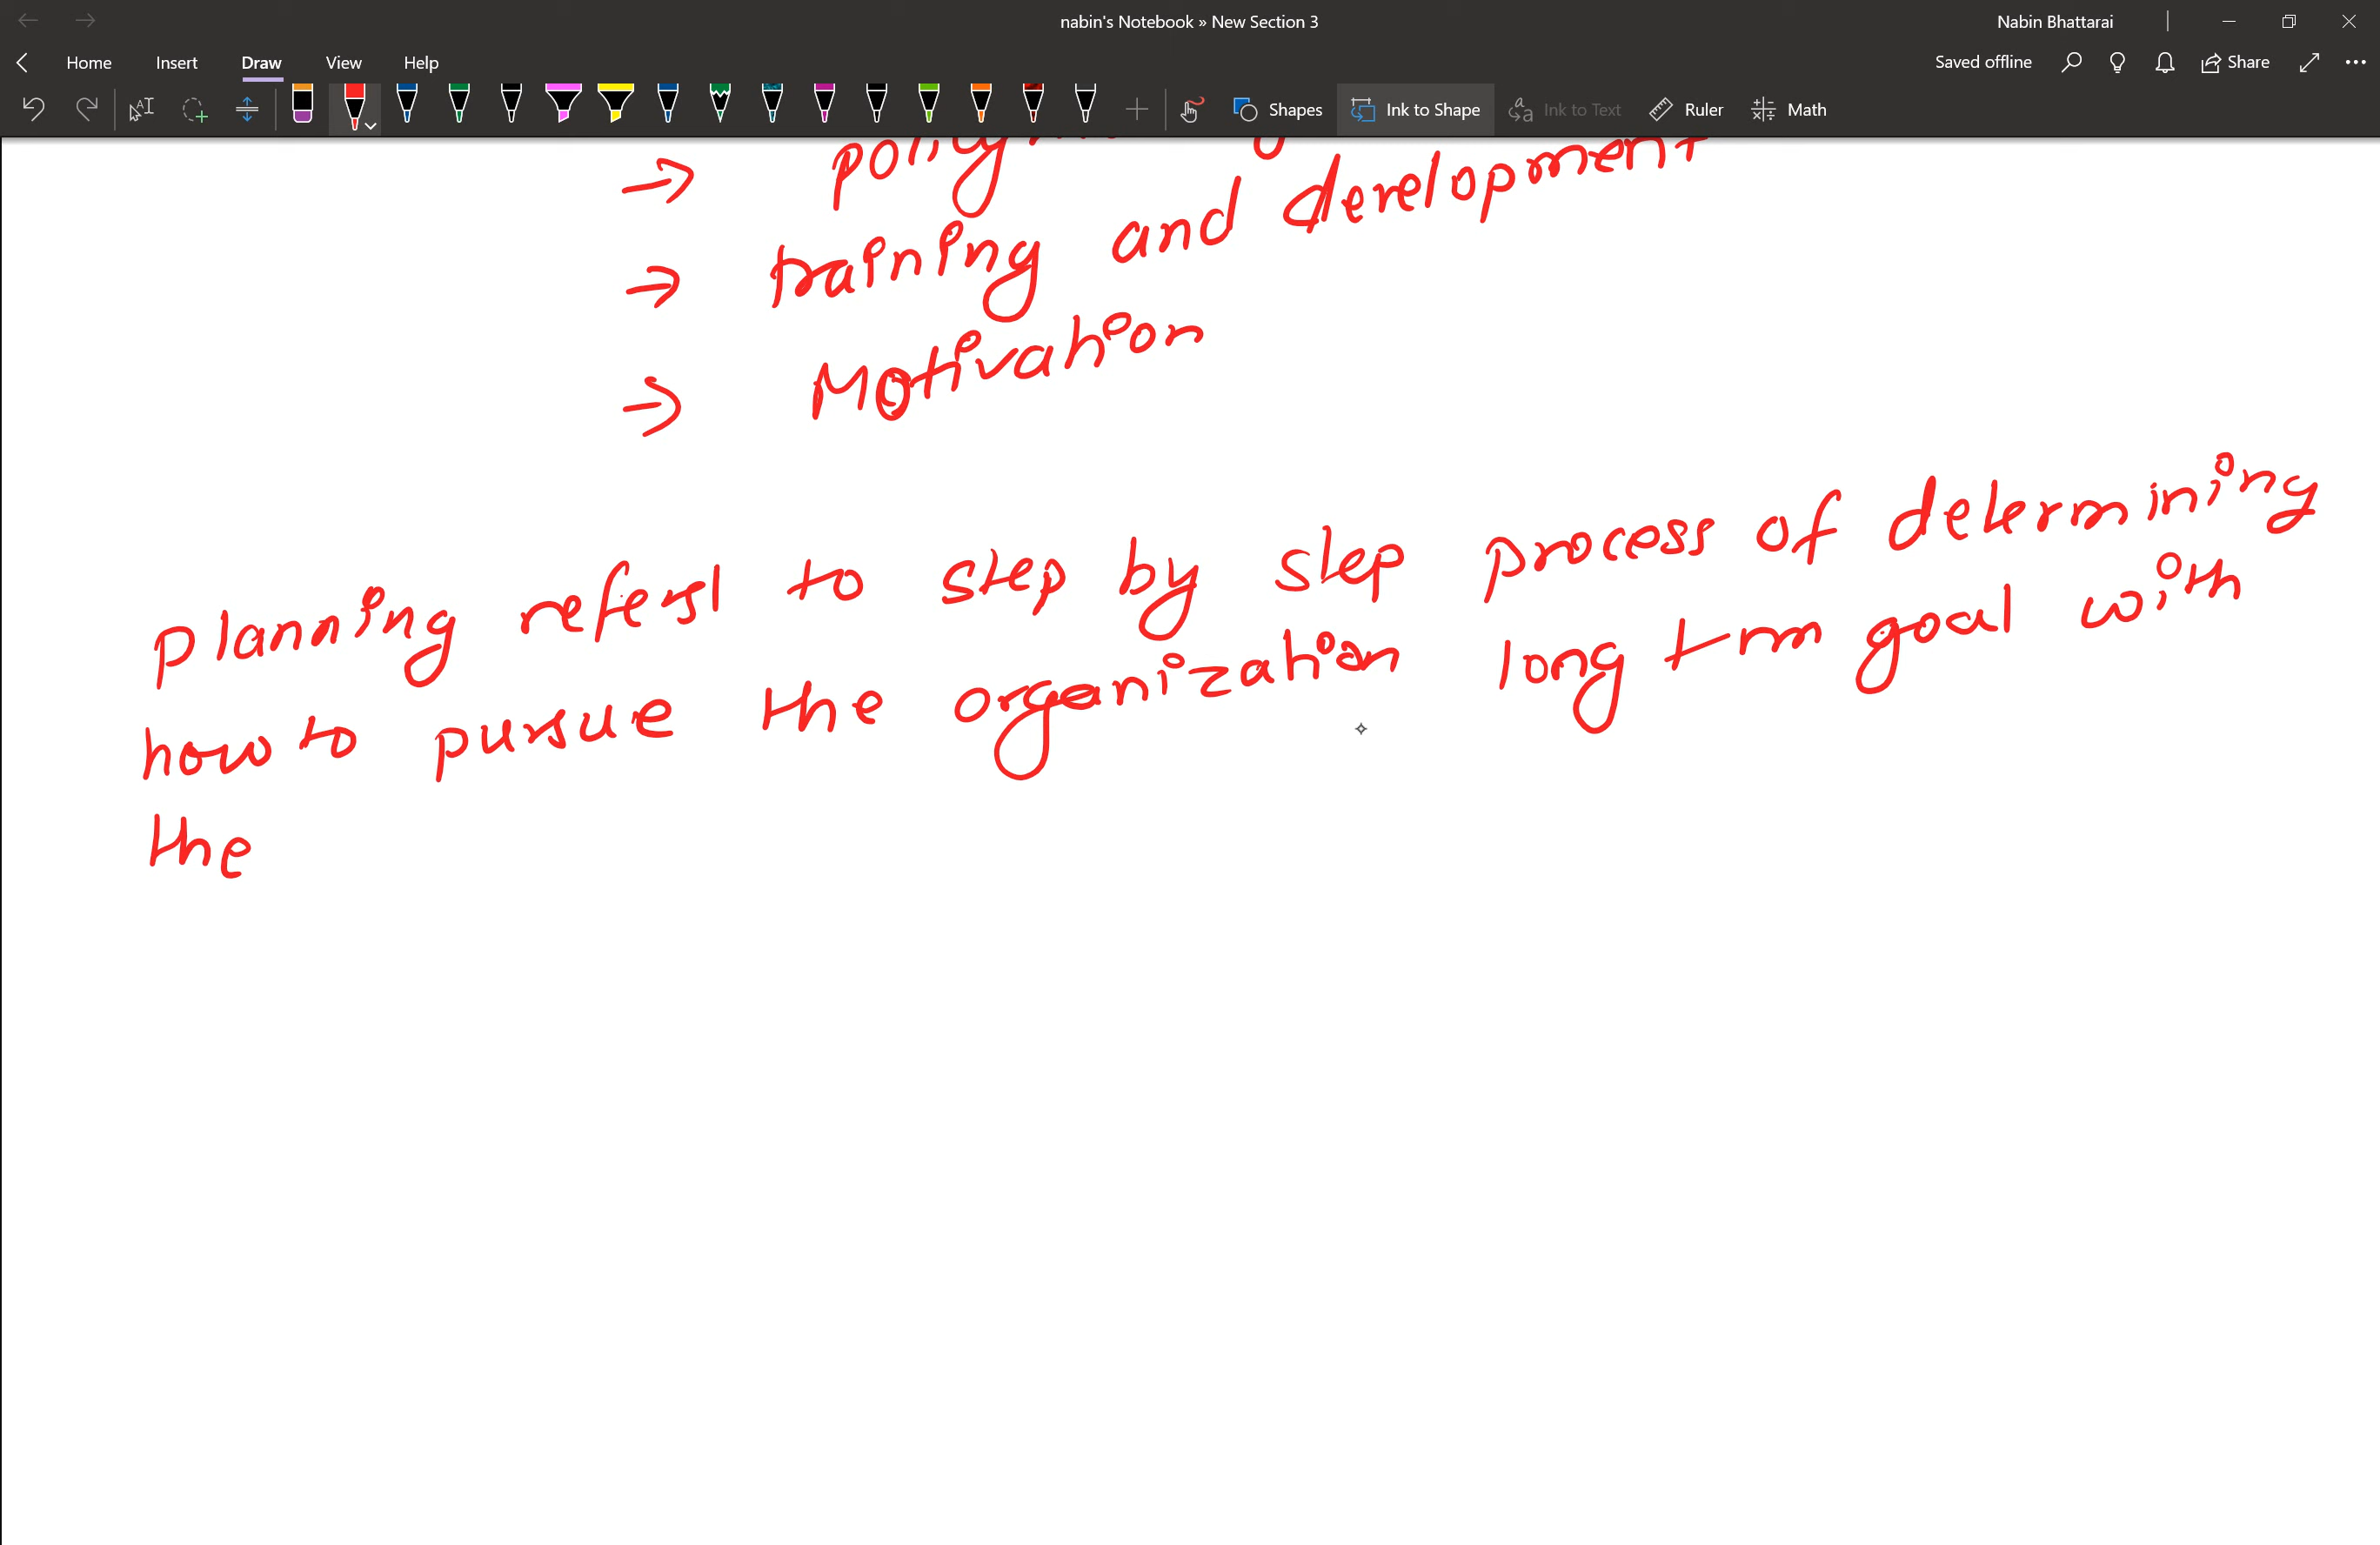 nabin's Notebook » New Section 3
Nabin Bhattarai
Home Insert Draw View Help
Saved offline
Share
Shapes Ink to Shape Ink to Text Ruler Math
→
→ training and development
→ Motivation
planning refers to step by step process of determining
how to pursue the organization long trm goal with
the